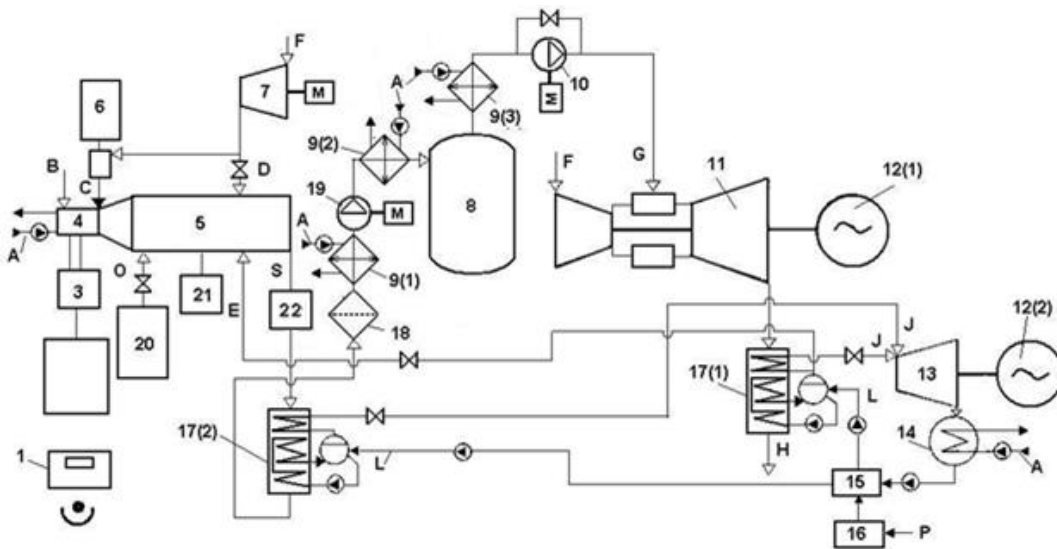 F
F
A
10
M
6
7
M
9(3)
9(2)
B
C
D
G
11
12(1)
19
M
8
4
5
A
A
O
S
9(1)
3
21
E
22
18
20
J
J
12(2)
17(1)
13
L
17(2)
L
H
14
A
1
15
16
P